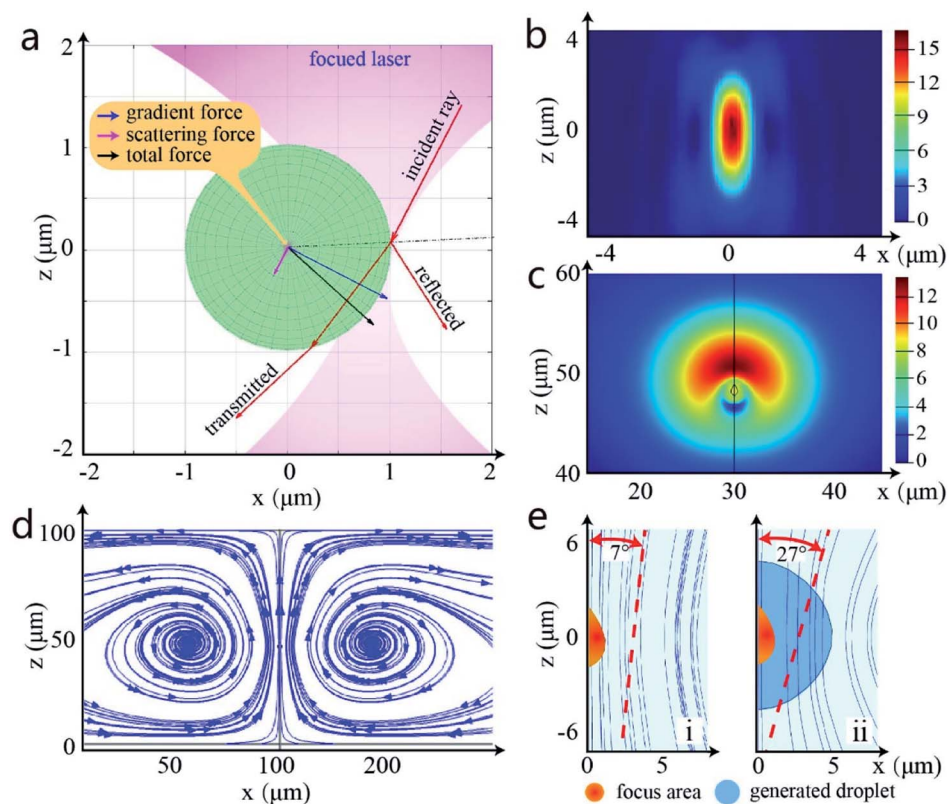 a
2
focued laser
gradient force
scattering force
total force
incident ray
1
z (μm)
0
reflected
-1
transmitted
-2
-2 -1 0 1 2
x (μm)
b
4
z (μm)
0
-4
-4 0 4
x (μm)
15
12
9
6
3
0
c
60
z (μm)
50
40
20 30 40
x (μm)
12
10
8
6
4
2
0
d
100
z (μm)
50
0
50 100 200
x (μm)
e
6
7°
z (μm)
0
-6
i
0 5
27°
ii
0 5 x (μm)
focus area generated droplet